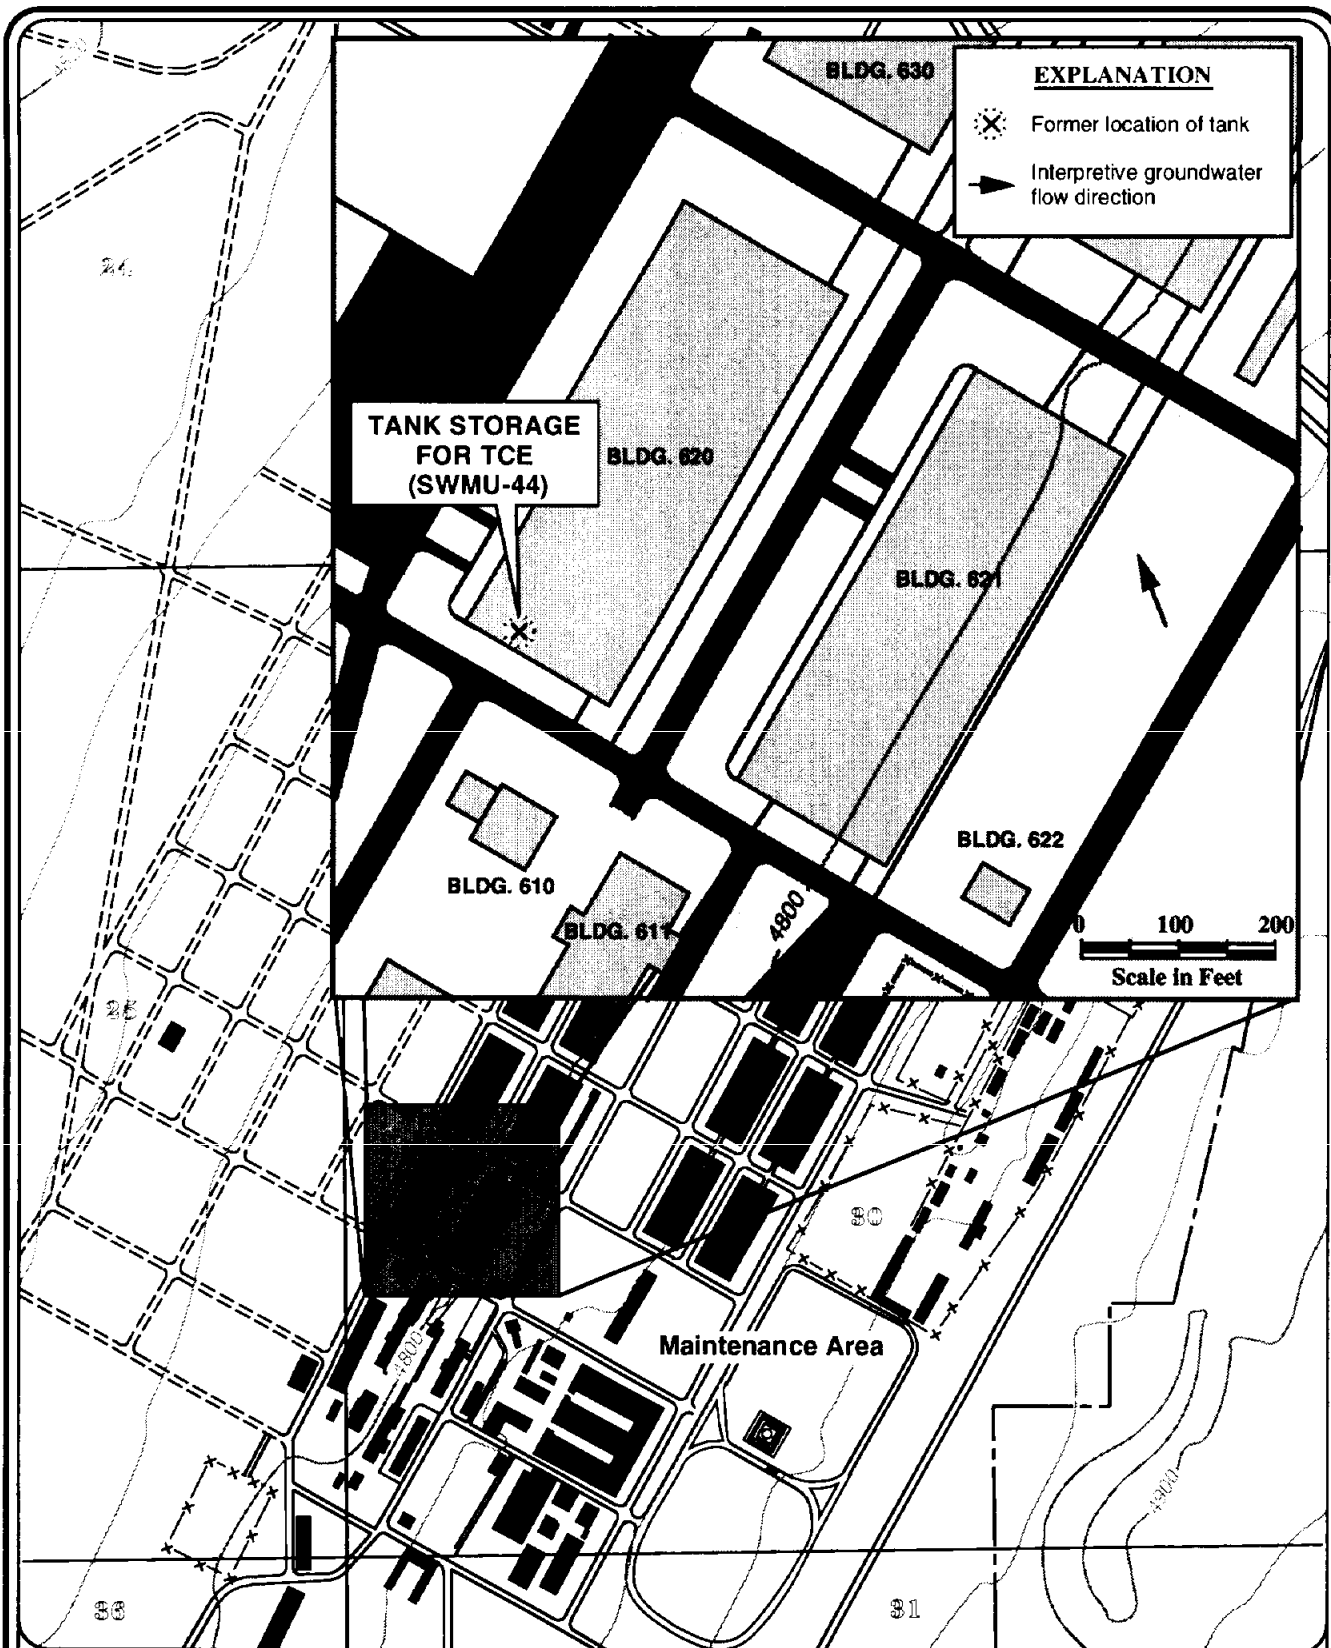 BLDG. 630
EXPLANATION
Former location of tank
Interpretive groundwater
flow direction
24
TANK STORAGE
FOR TCE
(SWMU-44)
BLDG. 620
BLDG. 621
BLDG. 622
BLDG. 610
BLDG. 611
4800
0 100 200
Scale in Feet
25
30
Maintenance Area
4800
4900
33
31